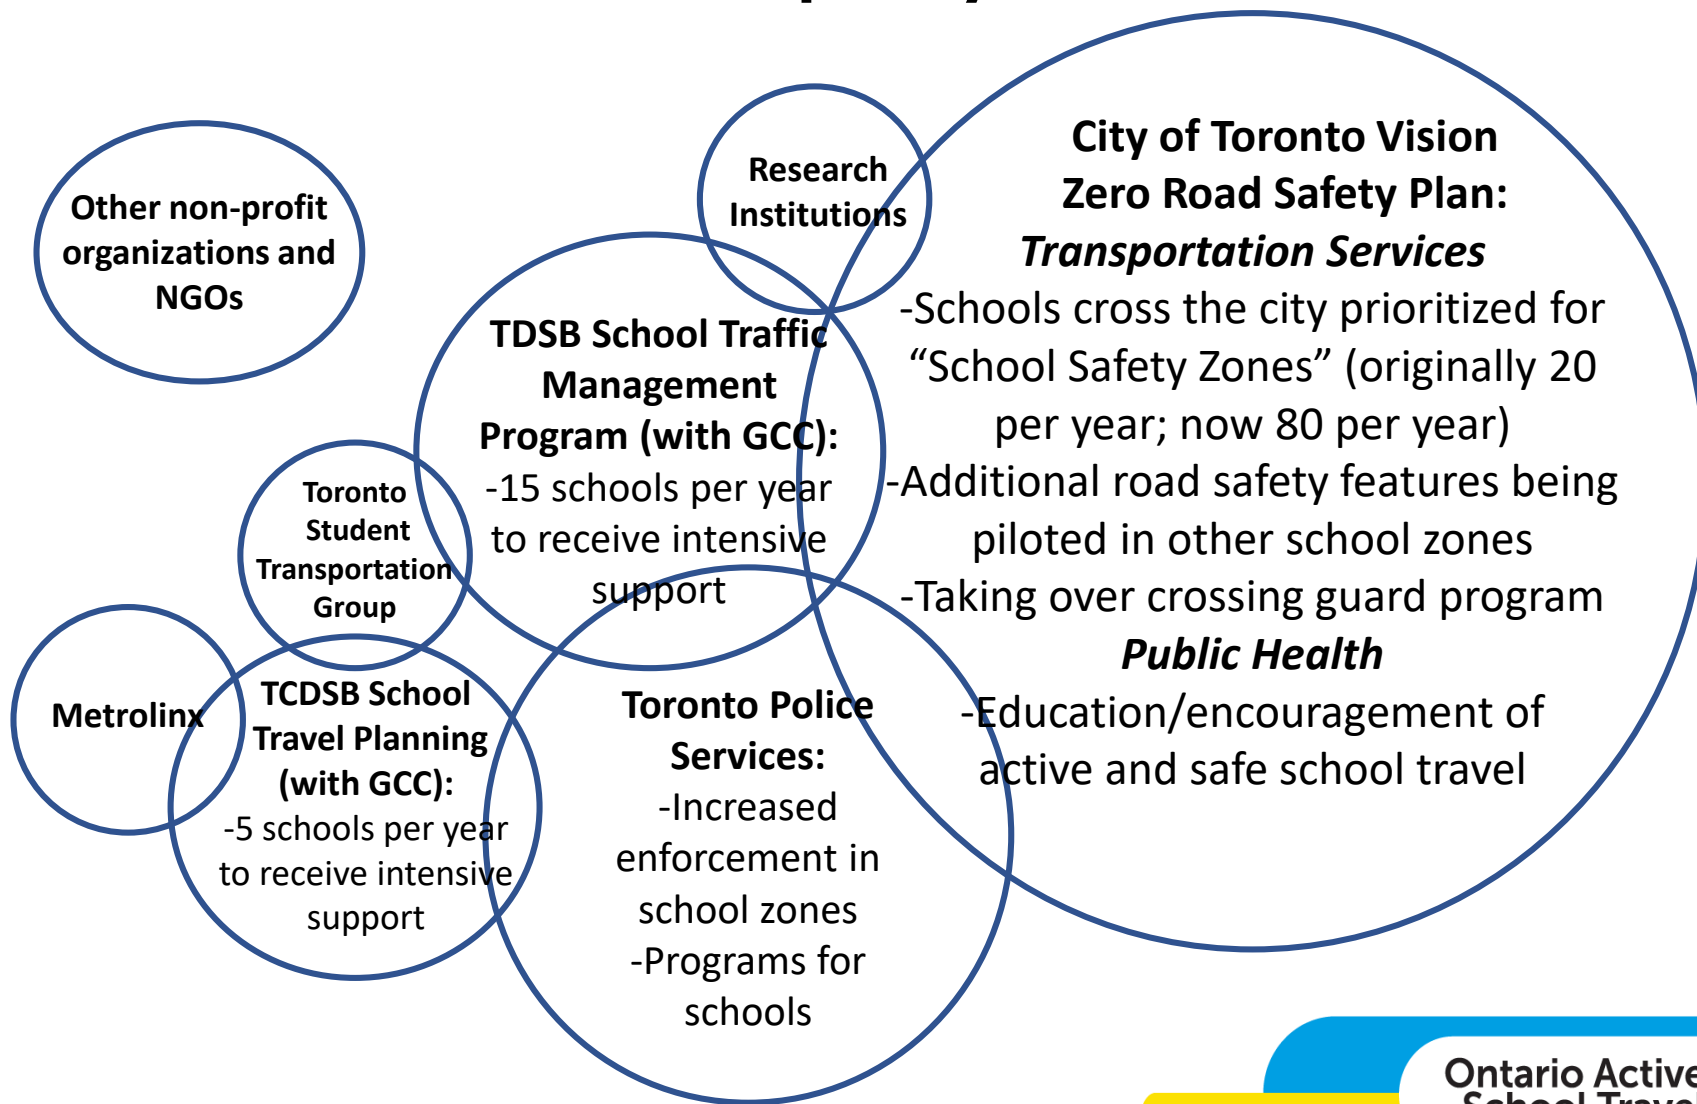 Other non-profit
organizations and
NGOs
Research
Institutions
City of Toronto Vision
Zero Road Safety Plan:
Transportation Services
-Schools cross the city prioritized for
“School Safety Zones” (originally 20
per year; now 80 per year)
-Additional road safety features being
piloted in other school zones
-Taking over crossing guard program
Public Health
-Education/encouragement of
active and safe school travel
TDSB School Traffic
Management
Program (with GCC):
-15 schools per year
to receive intensive
support
Toronto
Student
Transportation
Group
Metrolinx
TCDSB School
Travel Planning
(with GCC):
-5 schools per year
to receive intensive
support
Toronto Police
Services:
-Increased
enforcement in
school zones
-Programs for
schools
Ontario Active
School Travel